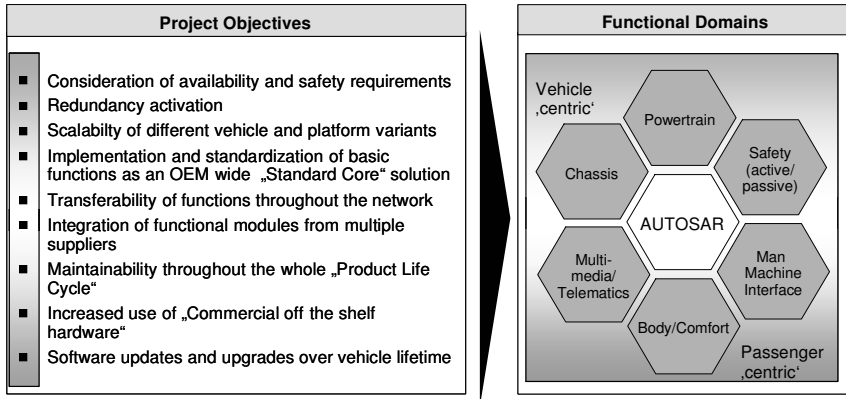 Project Objectives
■ Consideration of availability and safety requirements
■ Redundancy activation
■ Scalabilty of different vehicle and platform variants
■ Implementation and standardization of basic
functions as an OEM wide „Standard Core“ solution
■ Transferability of functions throughout the network
■ Integration of functional modules from multiple
suppliers
■ Maintainability throughout the whole „Product Life
Cycle“
■ Increased use of „Commercial off the shelf
hardware“
■ Software updates and upgrades over vehicle lifetime
Functional Domains
Vehicle
‚centric‘
Powertrain
Chassis
Safety
(active/
passive)
AUTOSAR
Multi-
media/
Telematics
Man
Machine
Interface
Body/Comfort
Passenger
‚centric‘